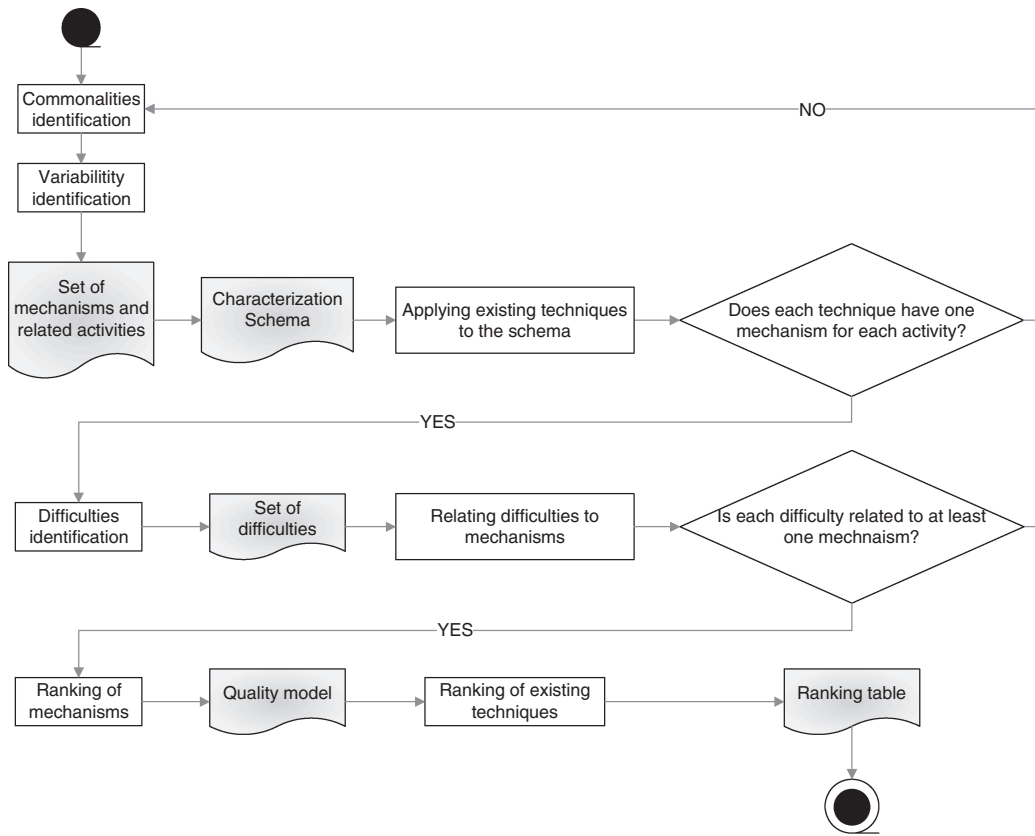 Commonalities
identification
NO
Variabilitity
identification
Set of
mechanisms and
related activities
Characterization
Schema
Applying existing techniques
to the schema
Does each technique have one
mechanism for each activity?
YES
Difficulties
identification
Set of
difficulties
Relating difficulties to
mechanisms
Is each difficulty related to at least
one mechnaism?
YES
Ranking of
mechanisms
Quality model
Ranking of existing
techniques
Ranking table